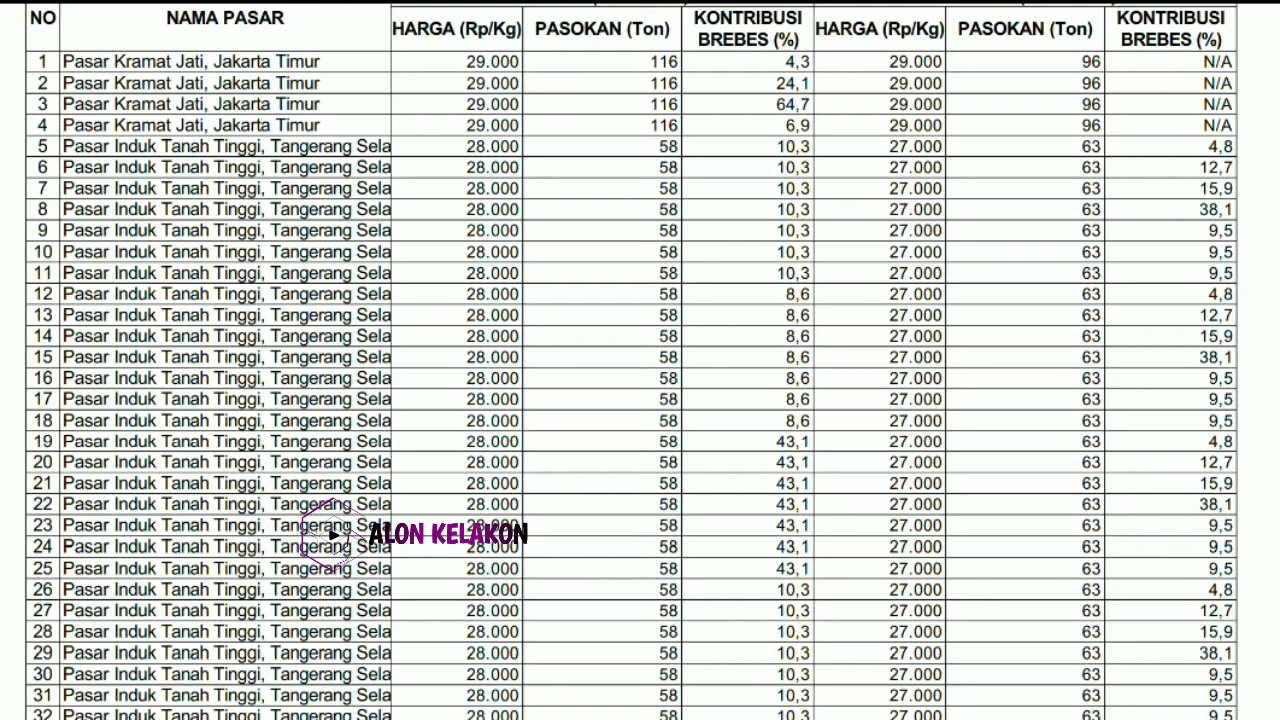 NO NAMA PASAR HARGA (Rp/Kg) PASOKAN (Ton) KONTRIBUSI BREBES (%) HARGA (Rp/Kg) PASOKAN (Ton) KONTRIBUSI BREBES (%)
1 Pasar Kramat Jati, Jakarta Timur 29.000 116 4,3 29.000 96 N/A
2 Pasar Kramat Jati, Jakarta Timur 29.000 116 24,1 29.000 96 N/A
3 Pasar Kramat Jati, Jakarta Timur 29.000 116 64,7 29.000 96 N/A
4 Pasar Kramat Jati, Jakarta Timur 29.000 116 6,9 29.000 96 N/A
5 Pasar Induk Tanah Tinggi, Tangerang Sela 28.000 58 10,3 27.000 63 4,8
6 Pasar Induk Tanah Tinggi, Tangerang Sela 28.000 58 10,3 27.000 63 12,7
7 Pasar Induk Tanah Tinggi, Tangerang Sela 28.000 58 10,3 27.000 63 15,9
8 Pasar Induk Tanah Tinggi, Tangerang Sela 28.000 58 10,3 27.000 63 38,1
9 Pasar Induk Tanah Tinggi, Tangerang Sela 28.000 58 10,3 27.000 63 9,5
10 Pasar Induk Tanah Tinggi, Tangerang Sela 28.000 58 10,3 27.000 63 9,5
11 Pasar Induk Tanah Tinggi, Tangerang Sela 28.000 58 10,3 27.000 63 9,5
12 Pasar Induk Tanah Tinggi, Tangerang Sela 28.000 58 8,6 27.000 63 4,8
13 Pasar Induk Tanah Tinggi, Tangerang Sela 28.000 58 8,6 27.000 63 12,7
14 Pasar Induk Tanah Tinggi, Tangerang Sela 28.000 58 8,6 27.000 63 15,9
15 Pasar Induk Tanah Tinggi, Tangerang Sela 28.000 58 8,6 27.000 63 38,1
16 Pasar Induk Tanah Tinggi, Tangerang Sela 28.000 58 8,6 27.000 63 9,5
17 Pasar Induk Tanah Tinggi, Tangerang Sela 28.000 58 8,6 27.000 63 9,5
18 Pasar Induk Tanah Tinggi, Tangerang Sela 28.000 58 8,6 27.000 63 9,5
19 Pasar Induk Tanah Tinggi, Tangerang Sela 28.000 58 43,1 27.000 63 4,8
20 Pasar Induk Tanah Tinggi, Tangerang Sela 28.000 58 43,1 27.000 63 12,7
21 Pasar Induk Tanah Tinggi, Tangerang Sela 28.000 58 43,1 27.000 63 15,9
22 Pasar Induk Tanah Tinggi, Tangerang Sela 28.000 58 43,1 27.000 63 38,1
23 Pasar Induk Tanah Tinggi, Tangerang Sela 58 43,1 27.000 63 9,5
ALON KELAKON
24 Pasar Induk Tanah Tinggi, Tangerang Sela 28.000 58 43,1 27.000 63 9,5
25 Pasar Induk Tanah Tinggi, Tangerang Sela 28.000 58 43,1 27.000 63 9,5
26 Pasar Induk Tanah Tinggi, Tangerang Sela 28.000 58 10,3 27.000 63 4,8
27 Pasar Induk Tanah Tinggi, Tangerang Sela 28.000 58 10,3 27.000 63 12,7
28 Pasar Induk Tanah Tinggi, Tangerang Sela 28.000 58 10,3 27.000 63 15,9
29 Pasar Induk Tanah Tinggi, Tangerang Sela 28.000 58 10,3 27.000 63 38,1
30 Pasar Induk Tanah Tinggi, Tangerang Sela 28.000 58 10,3 27.000 63 9,5
31 Pasar Induk Tanah Tinggi, Tangerang Sela 28.000 58 10,3 27.000 63 9,5
32 Pasar Induk Tanah Tinggi, Tangerang Sela 28.000 58 10,3 27.000 63 9,5